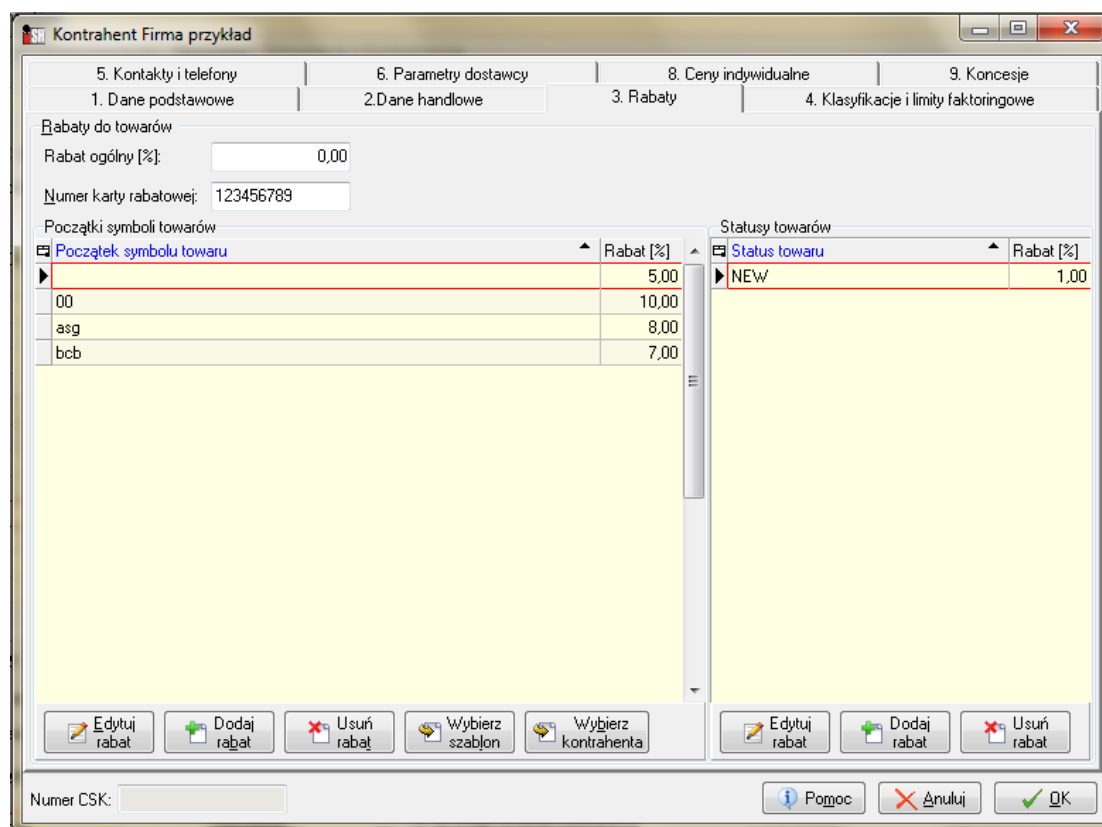 SH Kontrahent Firma przykład
5. Kontakty i telefony 6. Parametry dostawcy 8. Ceny indywidualne 9. Koncesje
1. Dane podstawowe 2.Dane handlowe 3. Rabaty 4. Klasyfikacje i limity faktoringowe
Rabaty do towarów
Rabat ogólny [%]: 0,00
Numer karty rabatowej: 123456789
Początki symboli towarów Statusy towarów
Początek symbolu towaru Rabat [%] Status towaru Rabat [%]
5,00 NEW 1,00
00 10,00
asg 8,00
bcb 7,00
Edytuj rabat Dodaj rabat Usuń rabat Wybierz szablon Wybierz kontrahenta Edytuj rabat Dodaj rabat Usuń rabat
Numer CSK: Pomoc Anuluj OK